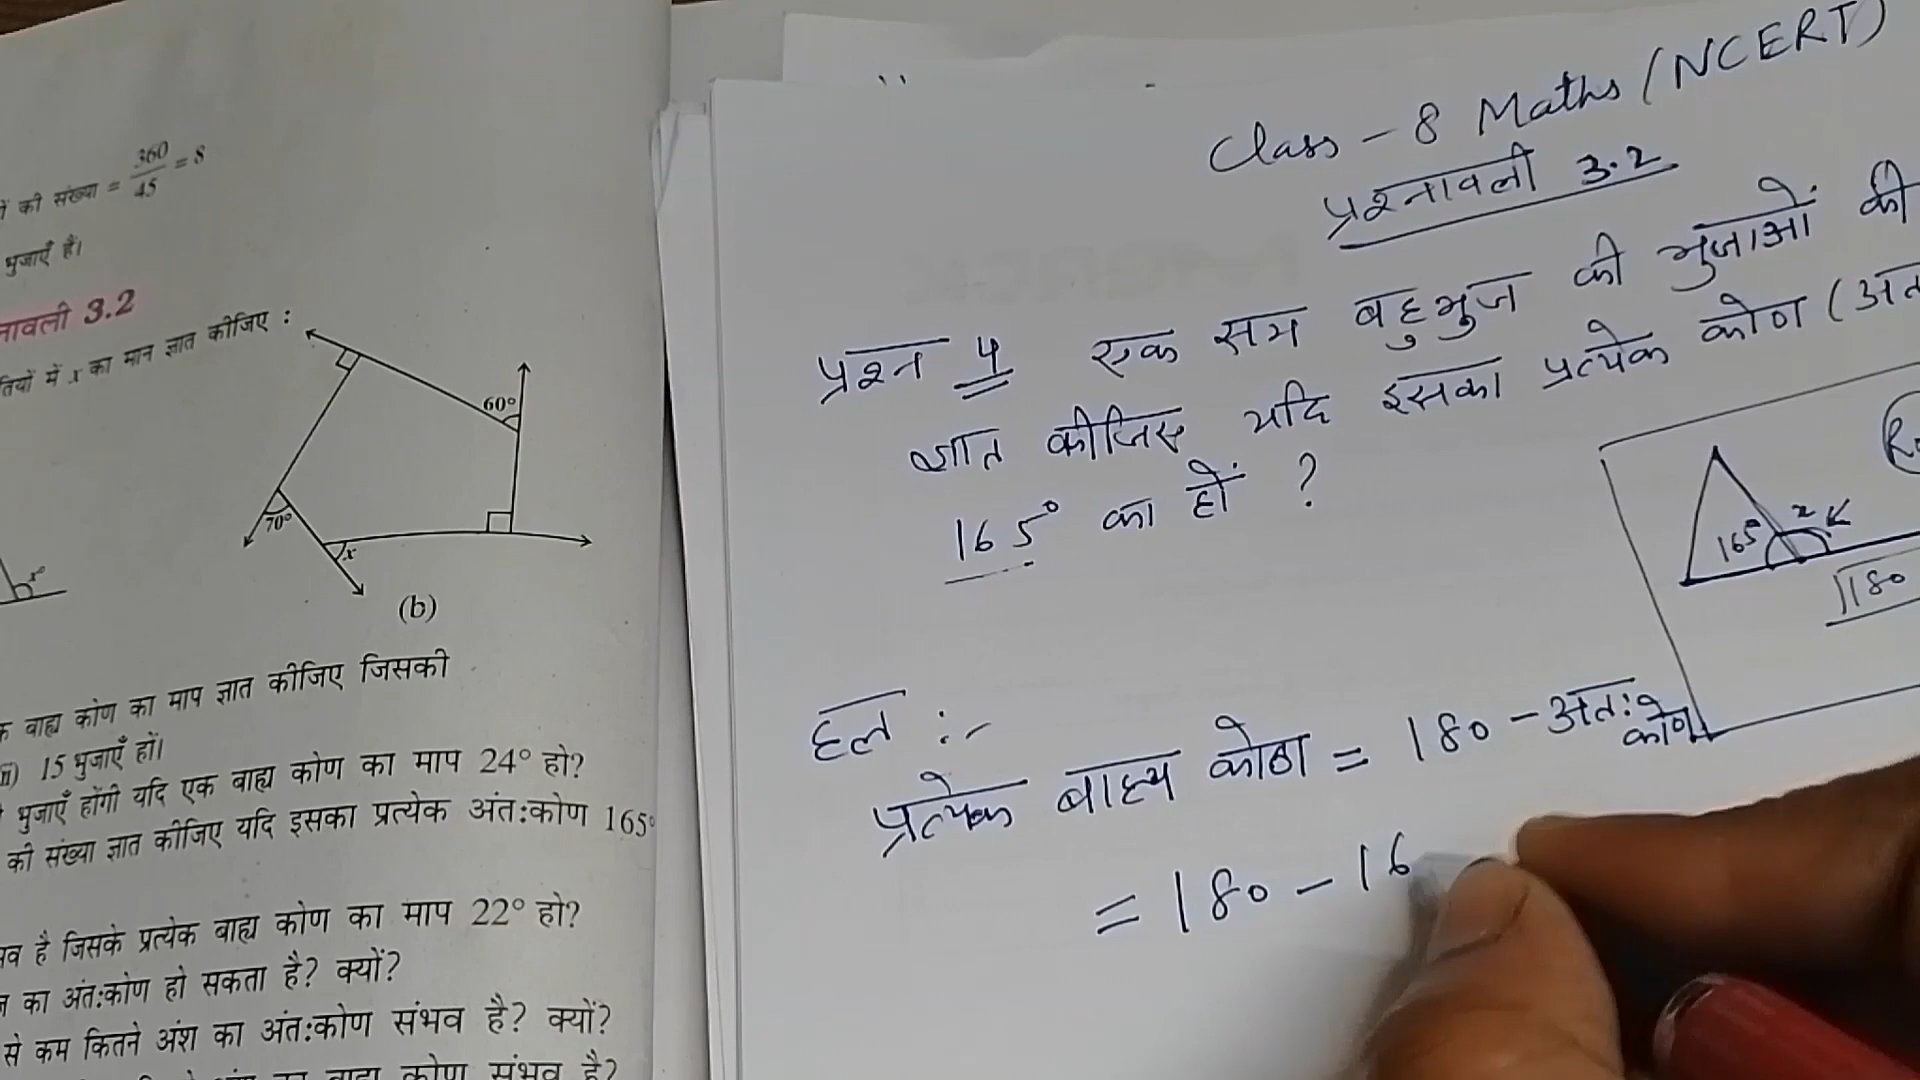 की संख्या = 360/45 = 8
भुजाएँ हैं।
3.2
में x का मान ज्ञात कीजिए :
60°
70°
x
x°
(b)
बाह्य कोण का माप ज्ञात कीजिए जिसकी
15 भुजाएँ हों।
भुजाएँ होंगी यदि एक बाह्य कोण का माप 24° हो?
की संख्या ज्ञात कीजिए यदि इसका प्रत्येक अंत:कोण 165°
है जिसके प्रत्येक बाह्य कोण का माप 22° हो?
का अंत:कोण हो सकता है? क्यों?
से कम कितने अंश का अंत:कोण संभव है? क्यों?
बाह्य कोण संभव है?
Class - 8 Maths (NCERT)
प्रश्नावली 3.2
प्रश्न 4 एक सम बहुभुज की भुजाओं की
ज्ञात कीजिए यदि इसका प्रत्येक कोण (अंत
165° का हों ?
165
180
हल :-
प्रत्येक बाह्य कोण = 180 - अंत: कोण
= 180 - 16